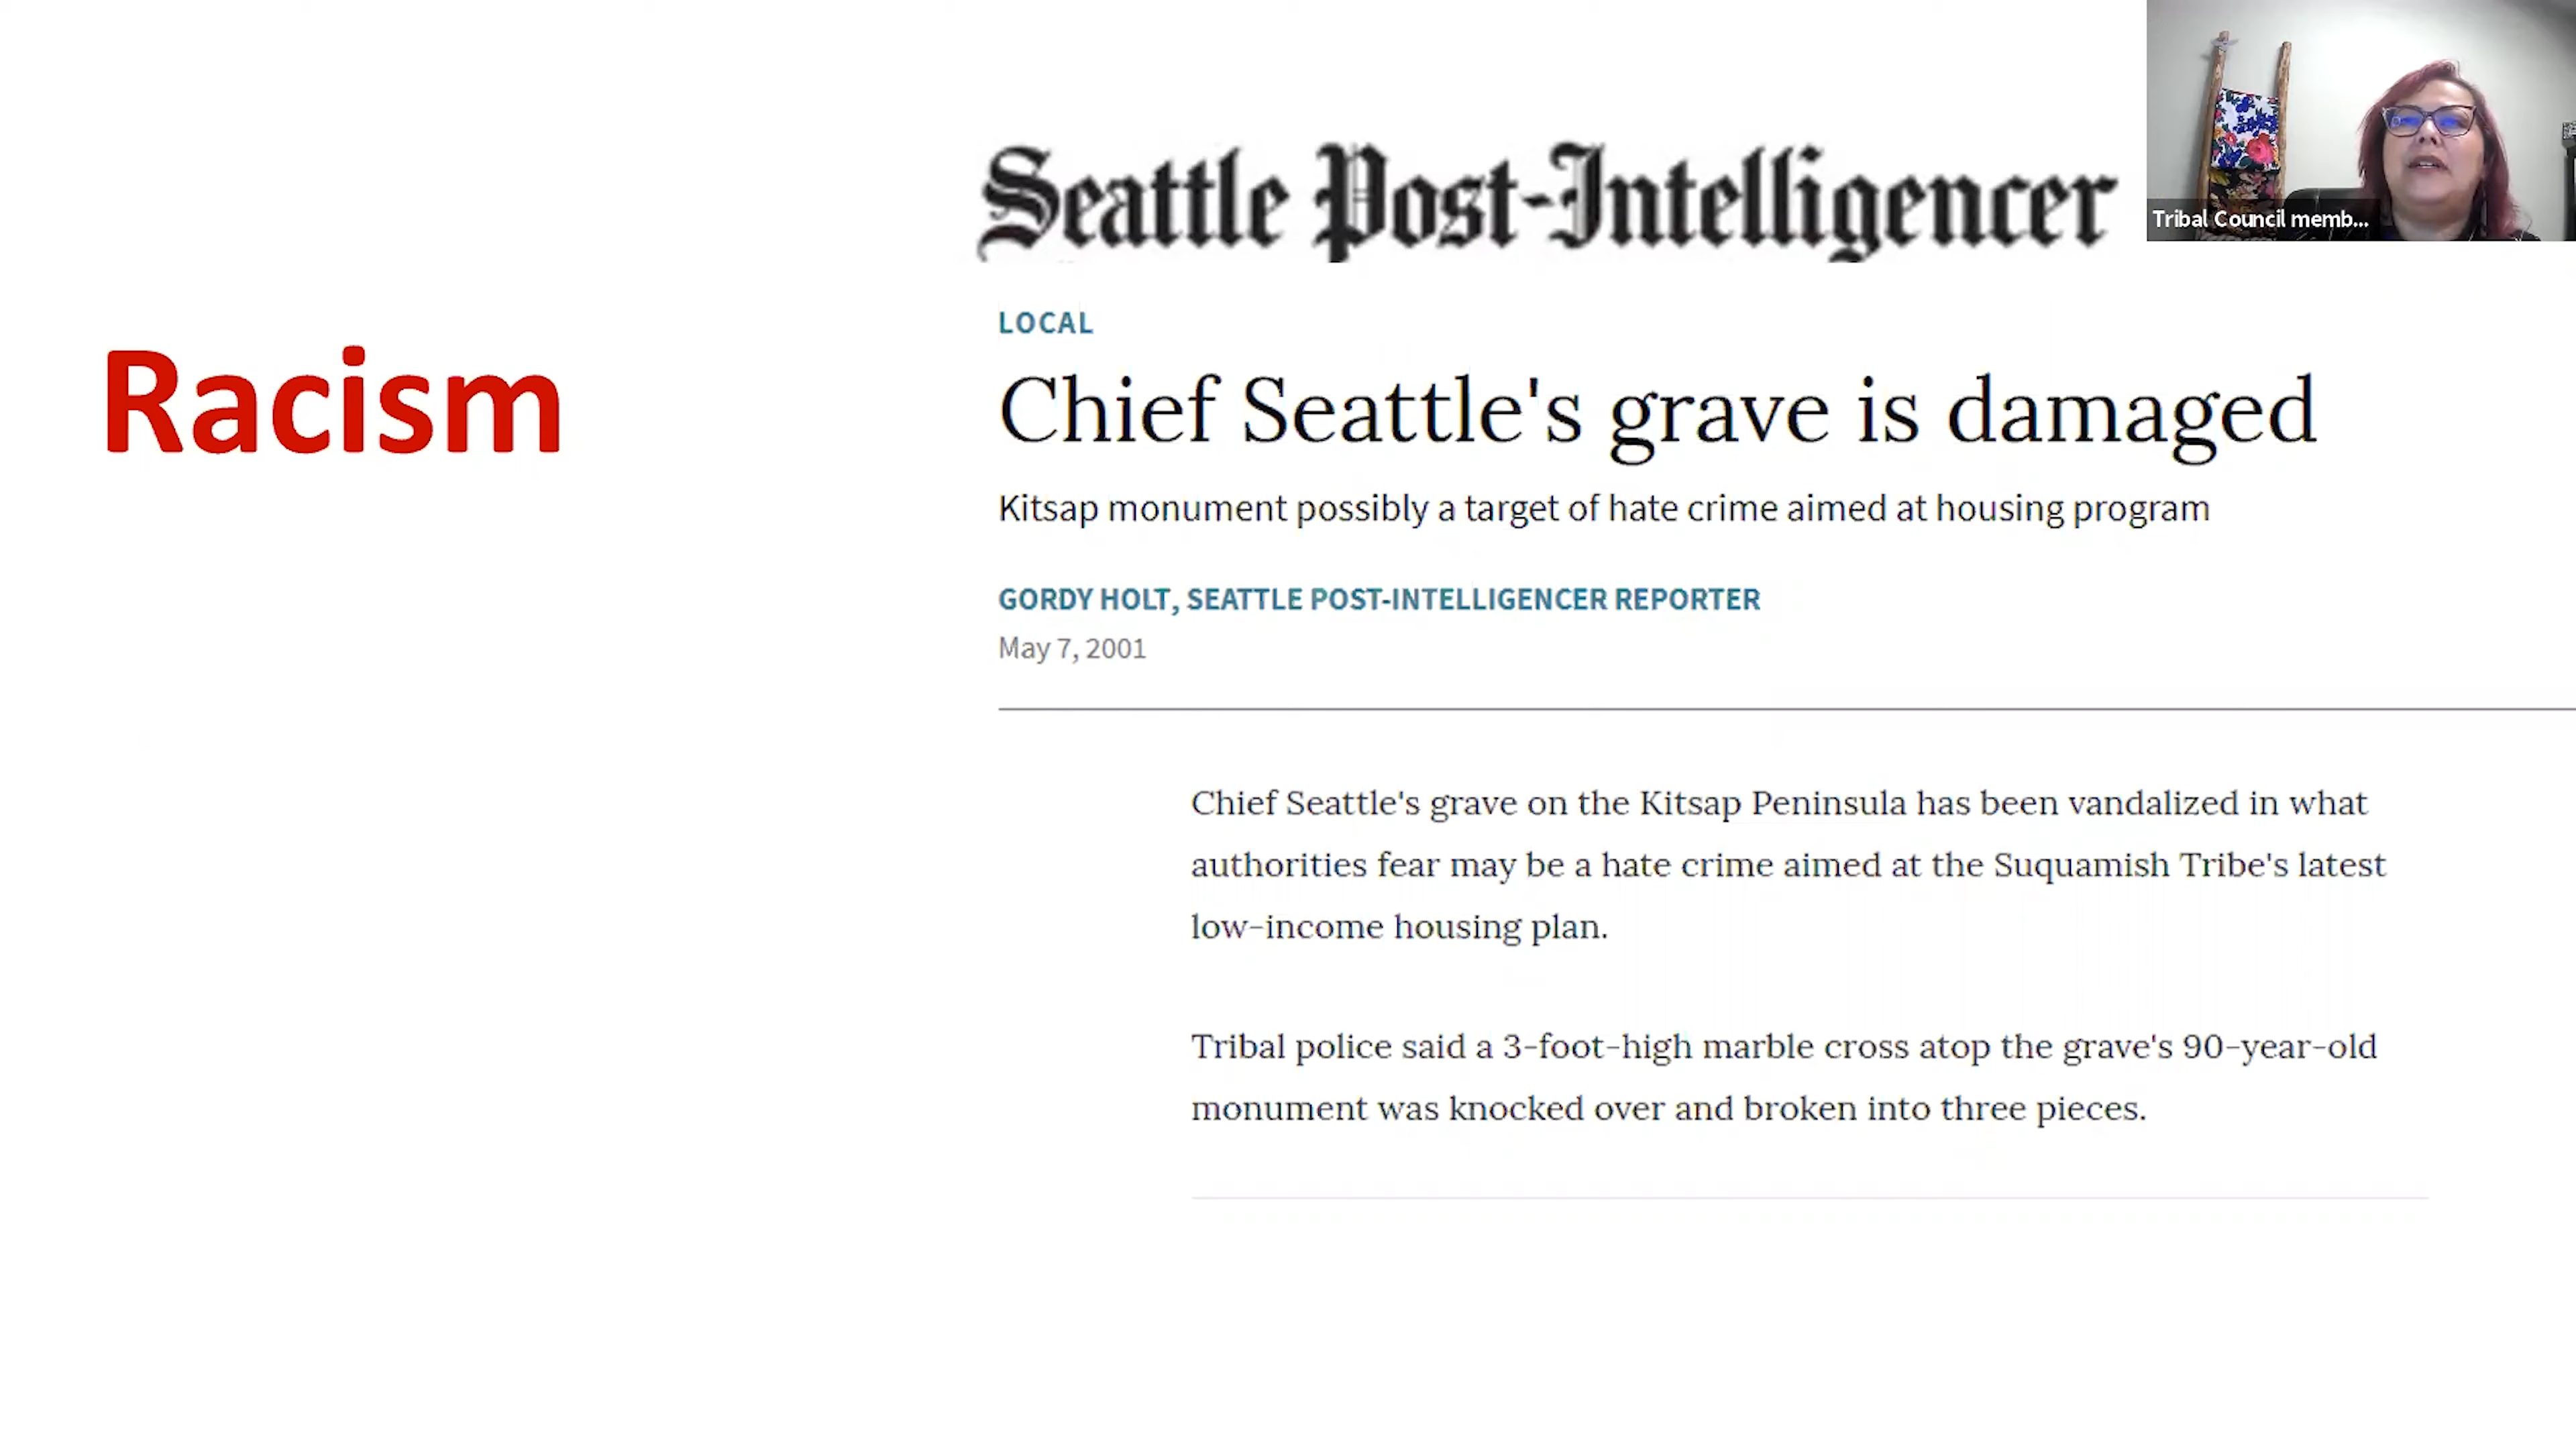 Seattle Post-Intelligencer
Tribal Council memb...
LOCAL
Racism
Chief Seattle's grave is damaged
Kitsap monument possibly a target of hate crime aimed at housing program
GORDY HOLT, SEATTLE POST-INTELLIGENCER REPORTER
May 7, 2001
Chief Seattle's grave on the Kitsap Peninsula has been vandalized in what
authorities fear may be a hate crime aimed at the Suquamish Tribe's latest
low-income housing plan.
Tribal police said a 3-foot-high marble cross atop the grave's 90-year-old
monument was knocked over and broken into three pieces.